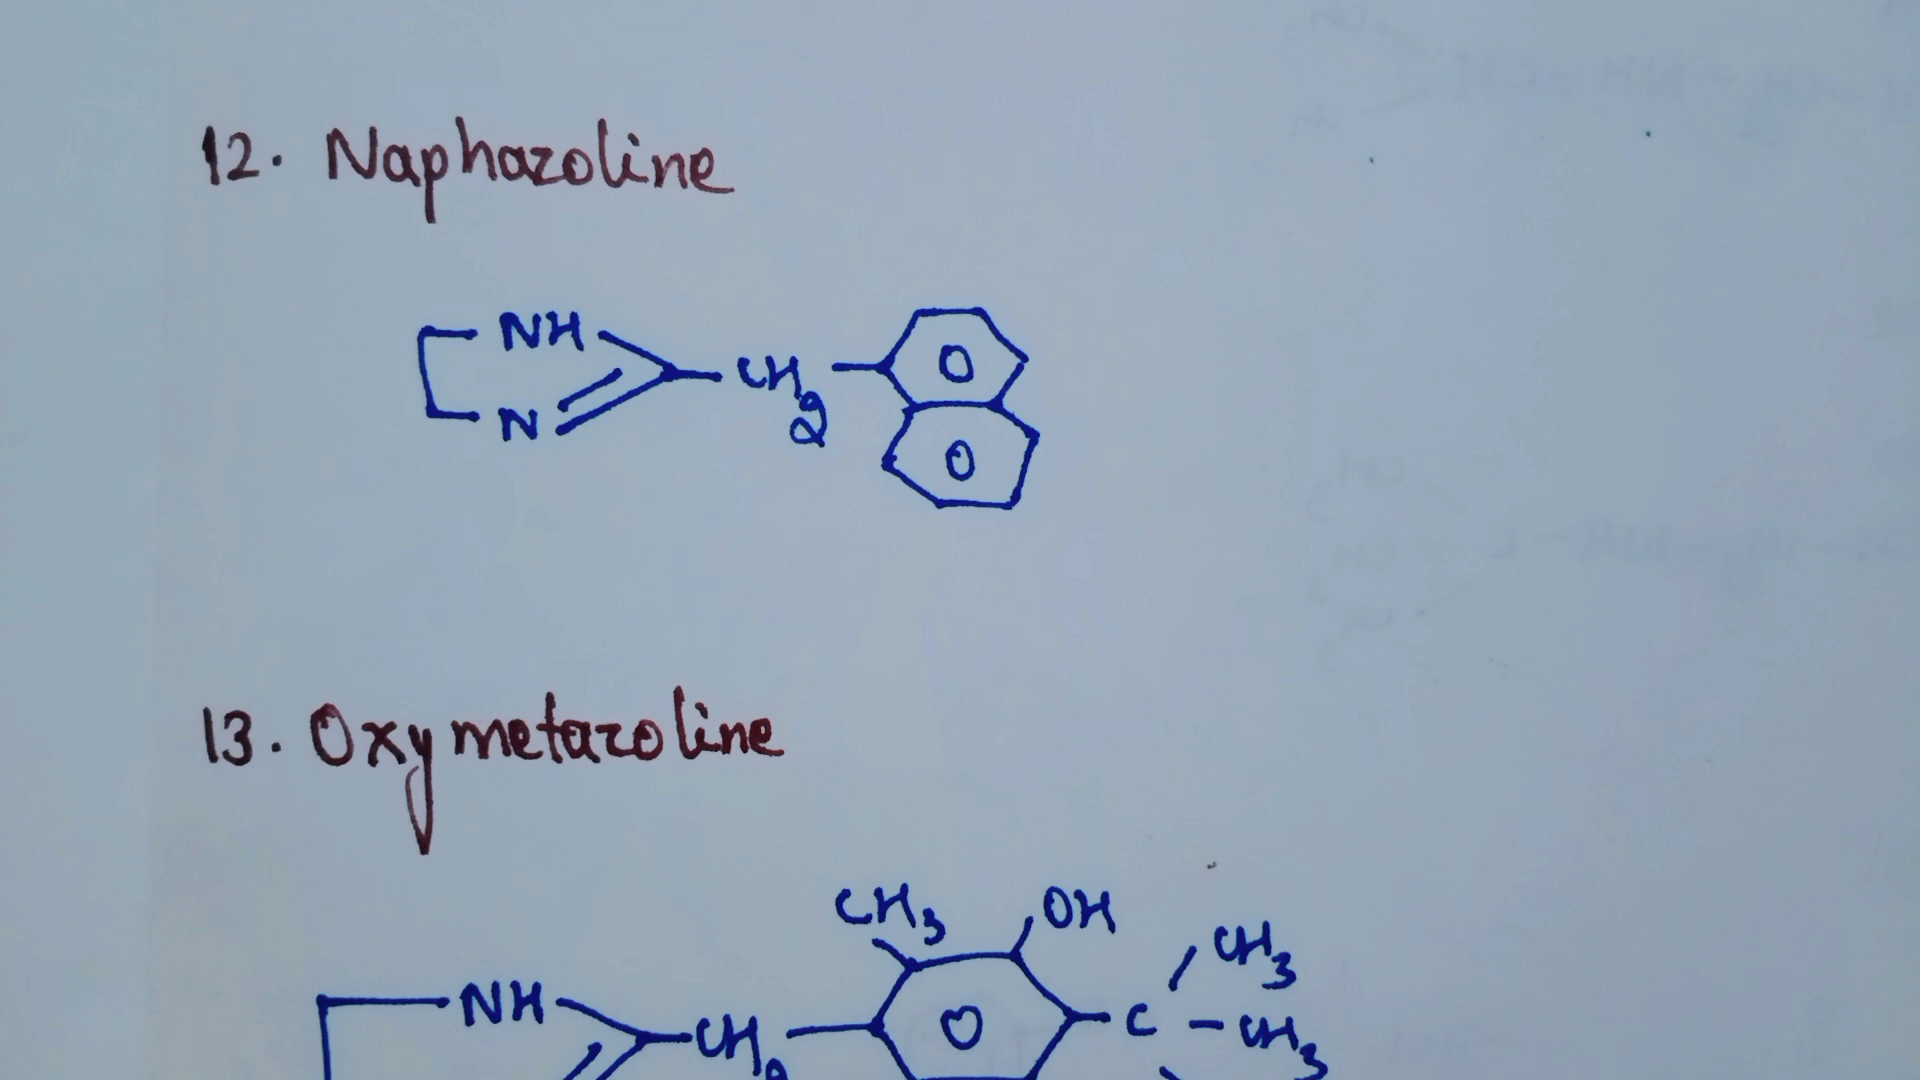 12. Naphazoline
NH
N
CH2
13. Oxymetazoline
CH3 OH
CH3
NH
CH2
C
CH3